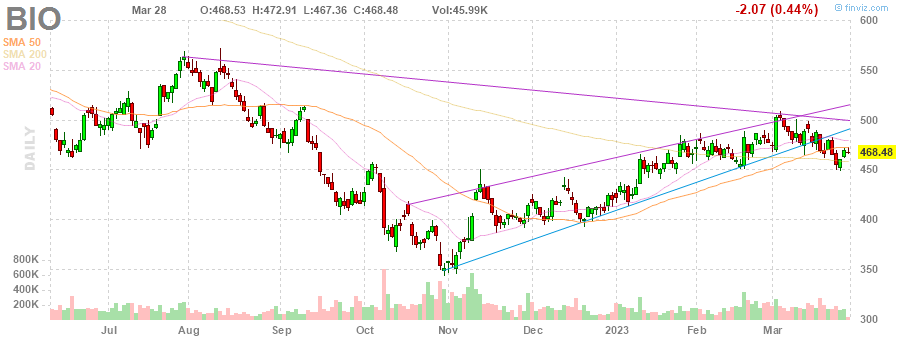 BIO
Mar 28 O:468.53 H:472.91 L:467.36 C:468.48 Vol:45.99K
-2.07 (0.44%)
© finviz.com
SMA 50
SMA 200
SMA 20
DAILY
600
550
500
468.48
450
400
350
300
800K
600K
400K
200K
Jul Aug Sep Oct Nov Dec 2023 Feb Mar